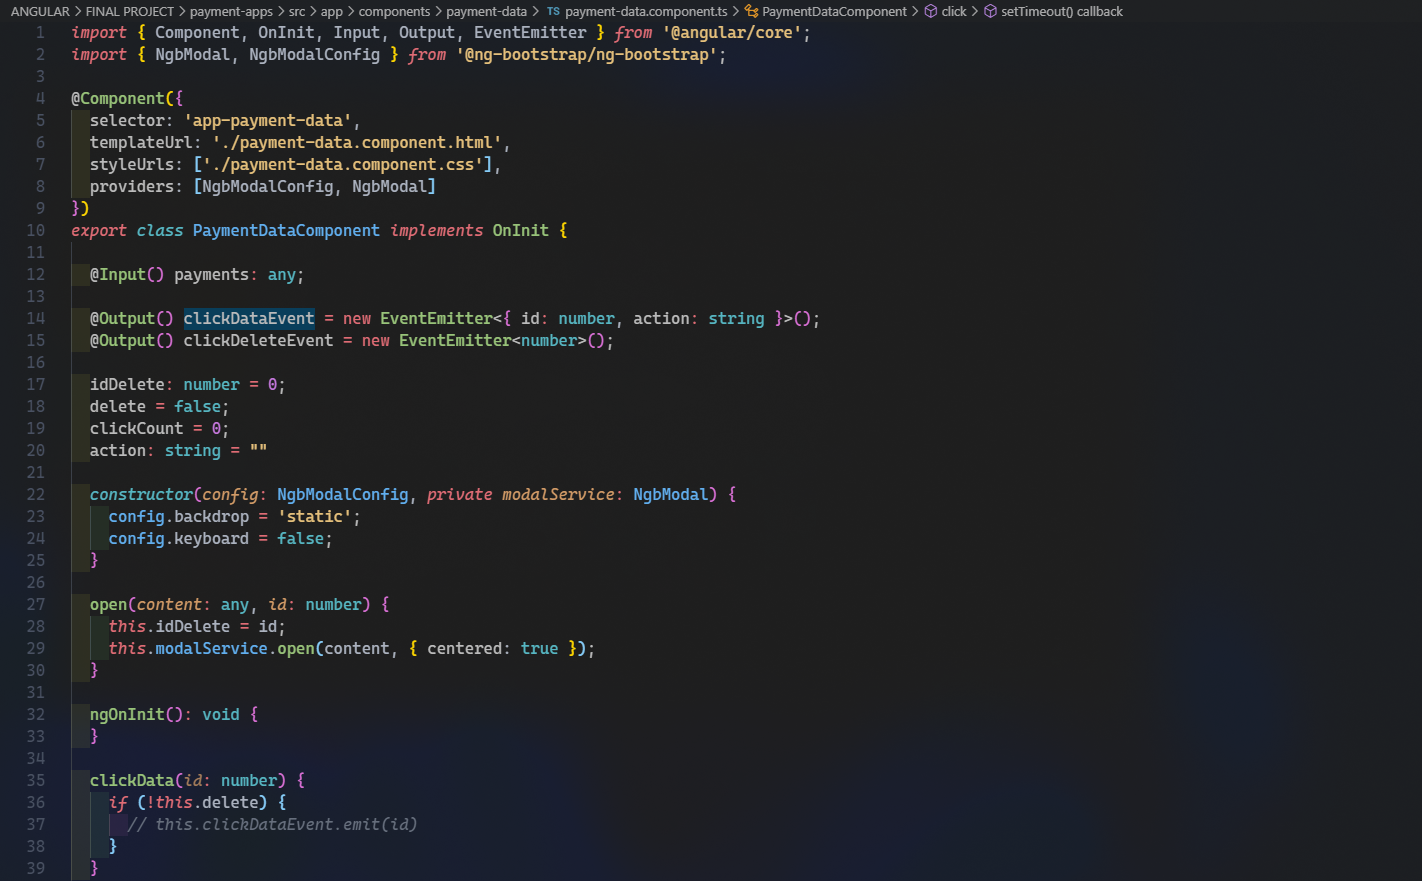 ANGULAR > FINAL PROJECT > payment-apps > src > app > components > payment-data > TS payment-data.component.ts > PaymentDataComponent > click > setTimeout() callback
1 import { Component, OnInit, Input, Output, EventEmitter } from '@angular/core';
2 import { NgbModal, NgbModalConfig } from '@ng-bootstrap/ng-bootstrap';
3
4 @Component({
5   selector: 'app-payment-data',
6   templateUrl: './payment-data.component.html',
7   styleUrls: ['./payment-data.component.css'],
8   providers: [NgbModalConfig, NgbModal]
9 })
10 export class PaymentDataComponent implements OnInit {
11
12   @Input() payments: any;
13
14   @Output() clickDataEvent = new EventEmitter<{ id: number, action: string }>();
15   @Output() clickDeleteEvent = new EventEmitter<number>();
16
17   idDelete: number = 0;
18   delete = false;
19   clickCount = 0;
20   action: string = ""
21
22   constructor(config: NgbModalConfig, private modalService: NgbModal) {
23     config.backdrop = 'static';
24     config.keyboard = false;
25   }
26
27   open(content: any, id: number) {
28     this.idDelete = id;
29     this.modalService.open(content, { centered: true });
30   }
31
32   ngOnInit(): void {
33   }
34
35   clickData(id: number) {
36     if (!this.delete) {
37       // this.clickDataEvent.emit(id)
38     }
39   }